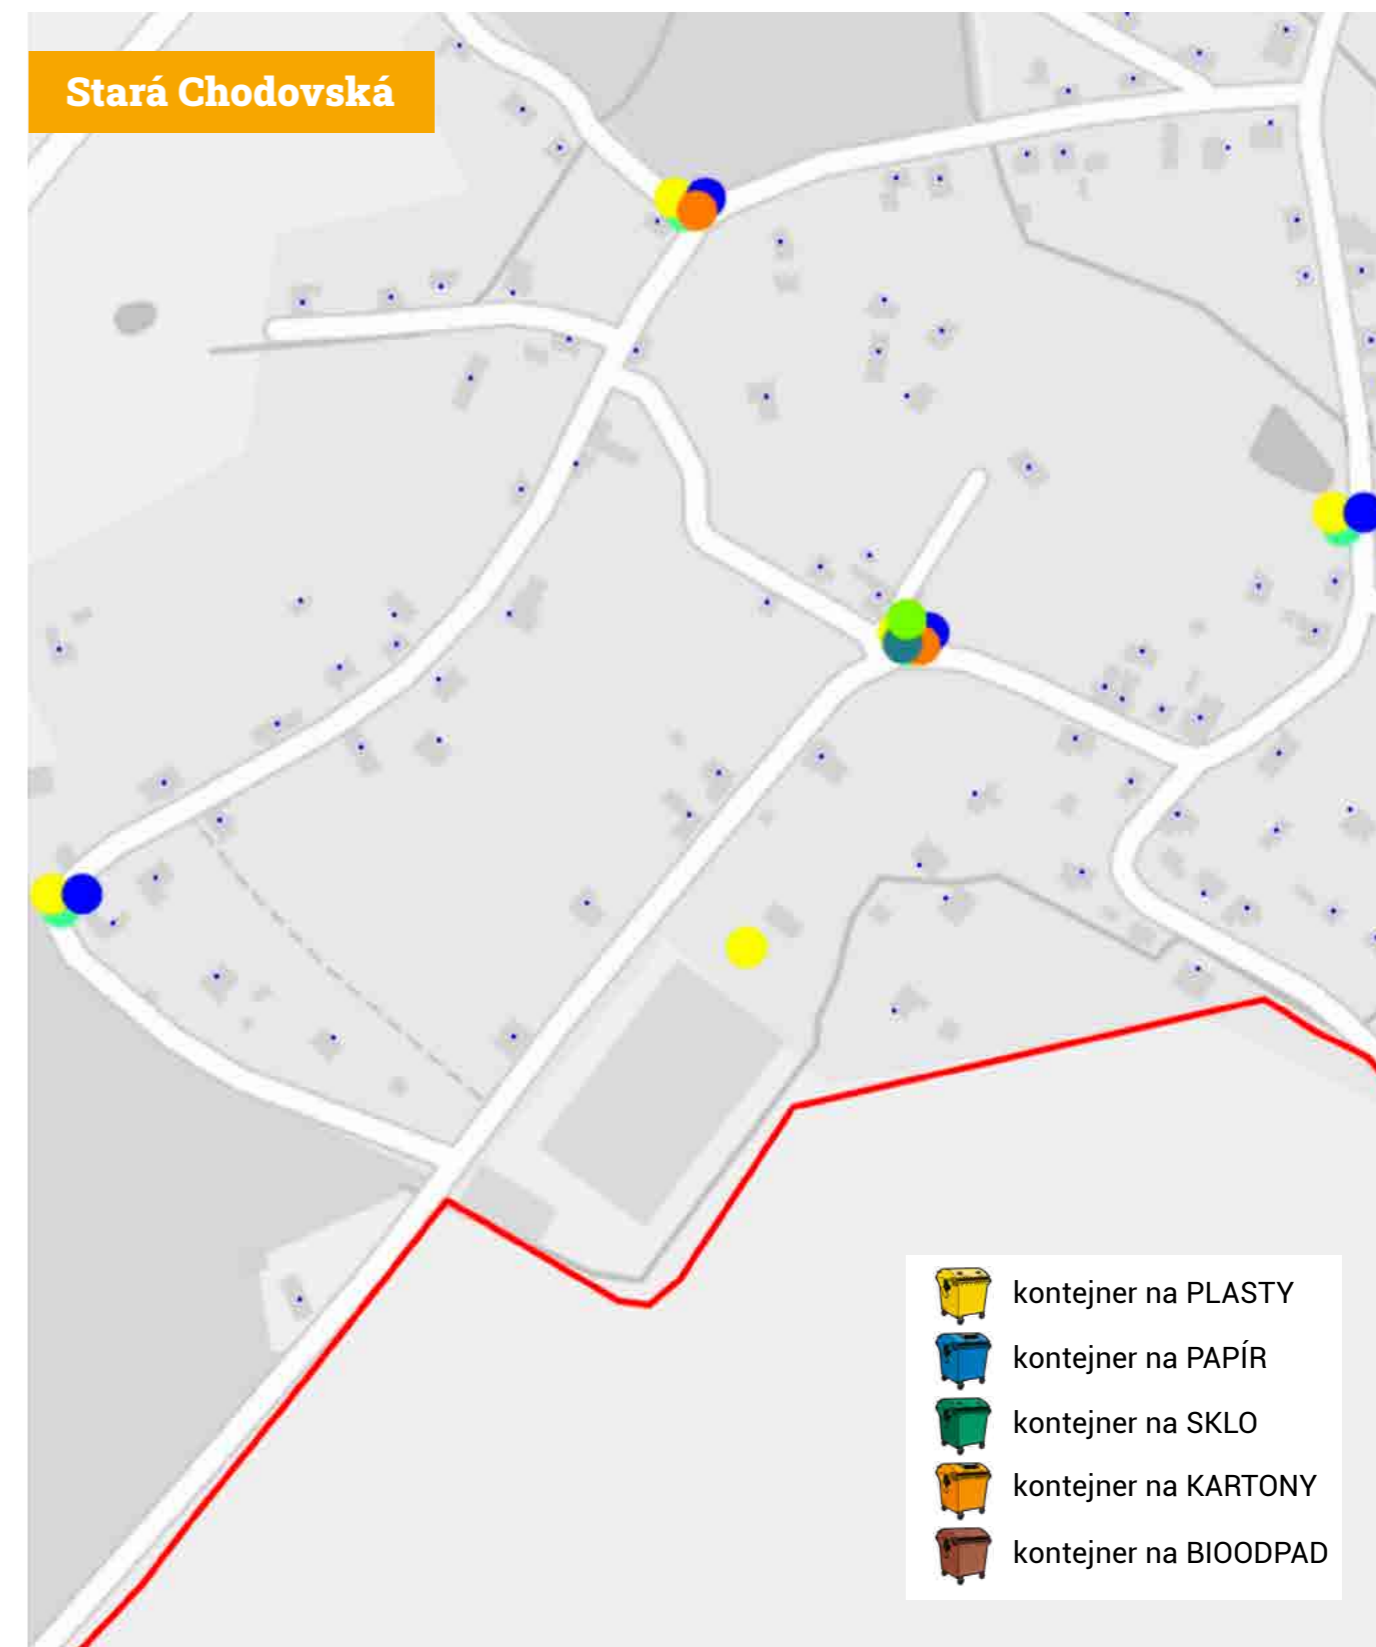 Stará Chodovská
kontejner na PLASTY
kontejner na PAPÍR
kontejner na SKLO
kontejner na KARTONY
kontejner na BIOODPAD